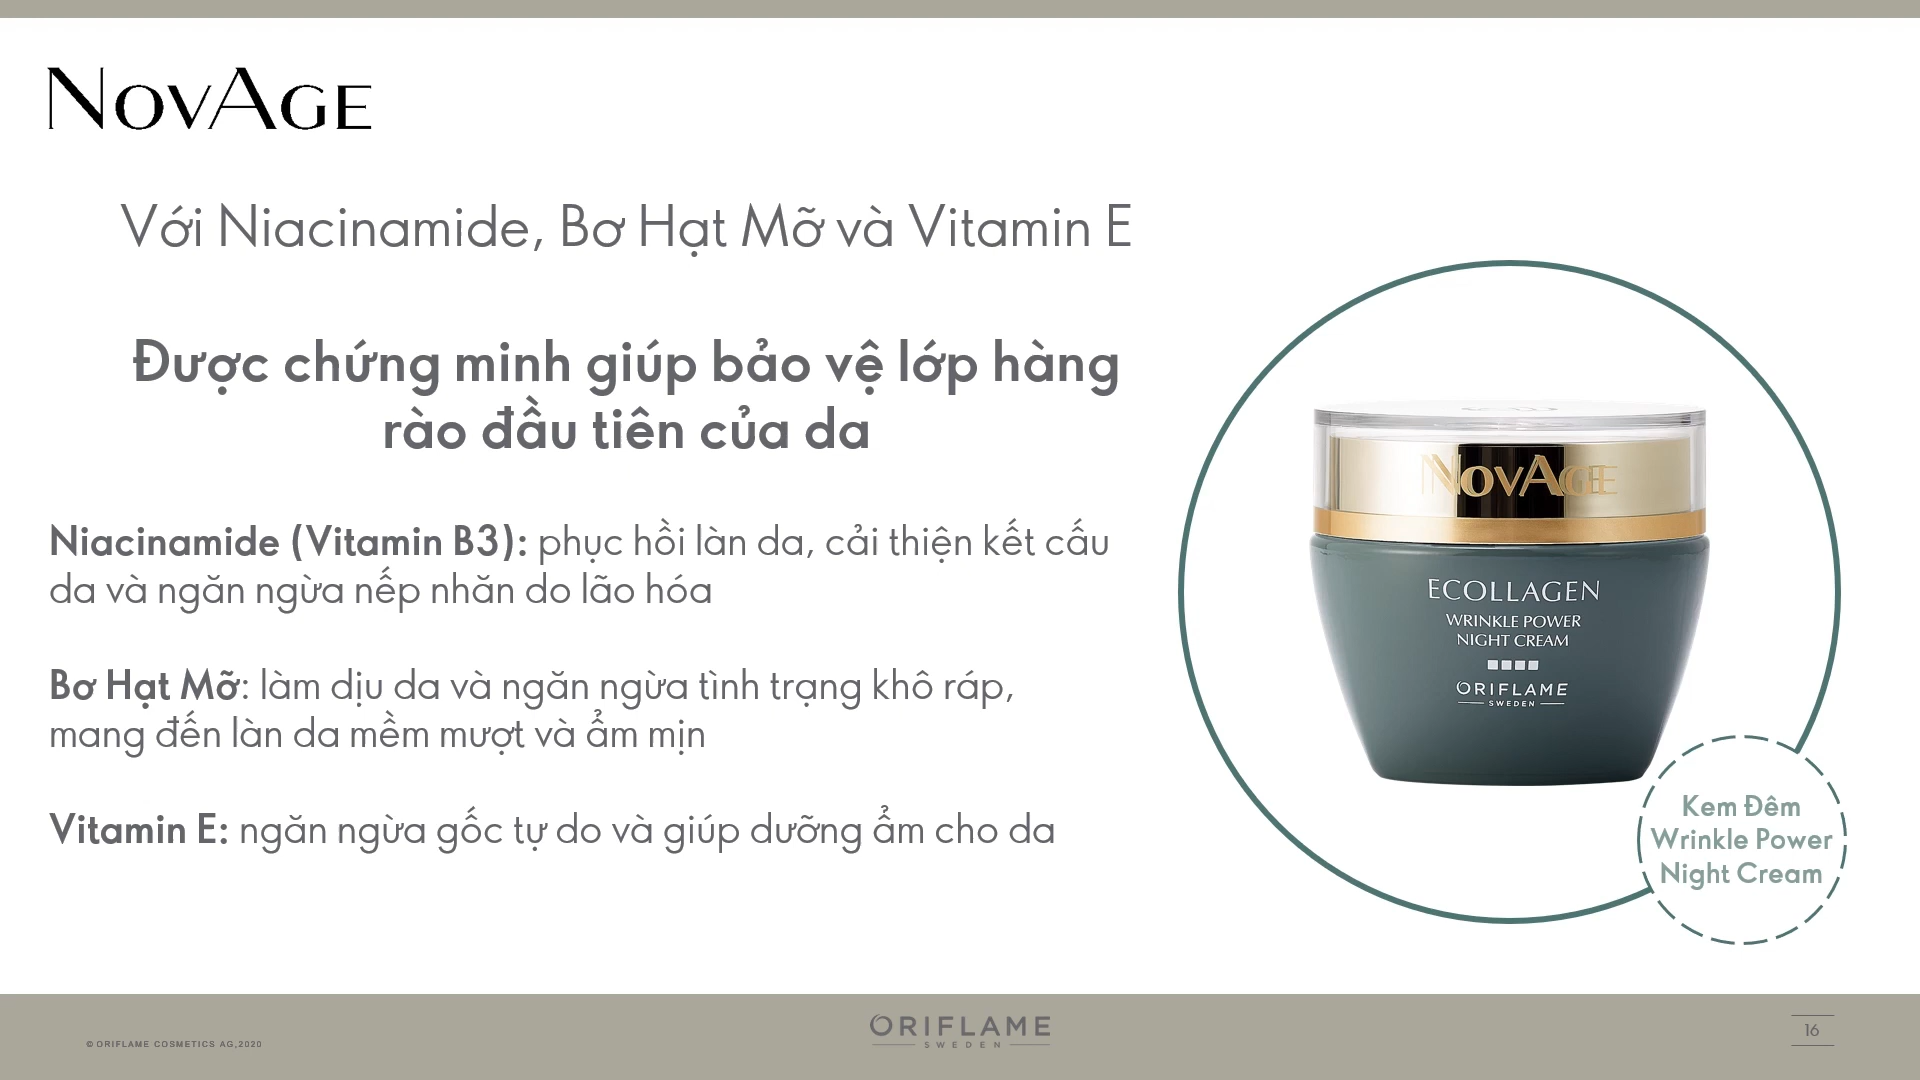 NOVAGE
Với Niacinamide, Bơ Hạt Mỡ và Vitamin E
Được chứng minh giúp bảo vệ lớp hàng
rào đầu tiên của da
Niacinamide (Vitamin B3): phục hồi làn da, cải thiện kết cấu
da và ngăn ngừa nếp nhăn do lão hóa
Bơ Hạt Mỡ: làm dịu da và ngăn ngừa tình trạng khô ráp,
mang đến làn da mềm mượt và ẩm mịn
Vitamin E: ngăn ngừa gốc tự do và giúp dưỡng ẩm cho da
NOVAGE
ECOLLAGEN
WRINKLE POWER
NIGHT CREAM
ORIFLAME
SWEDEN
Kem Đêm
Wrinkle Power
Night Cream
© ORIFLAME COSMETICS AG,2020
ORIFLAME
SWEDEN
16